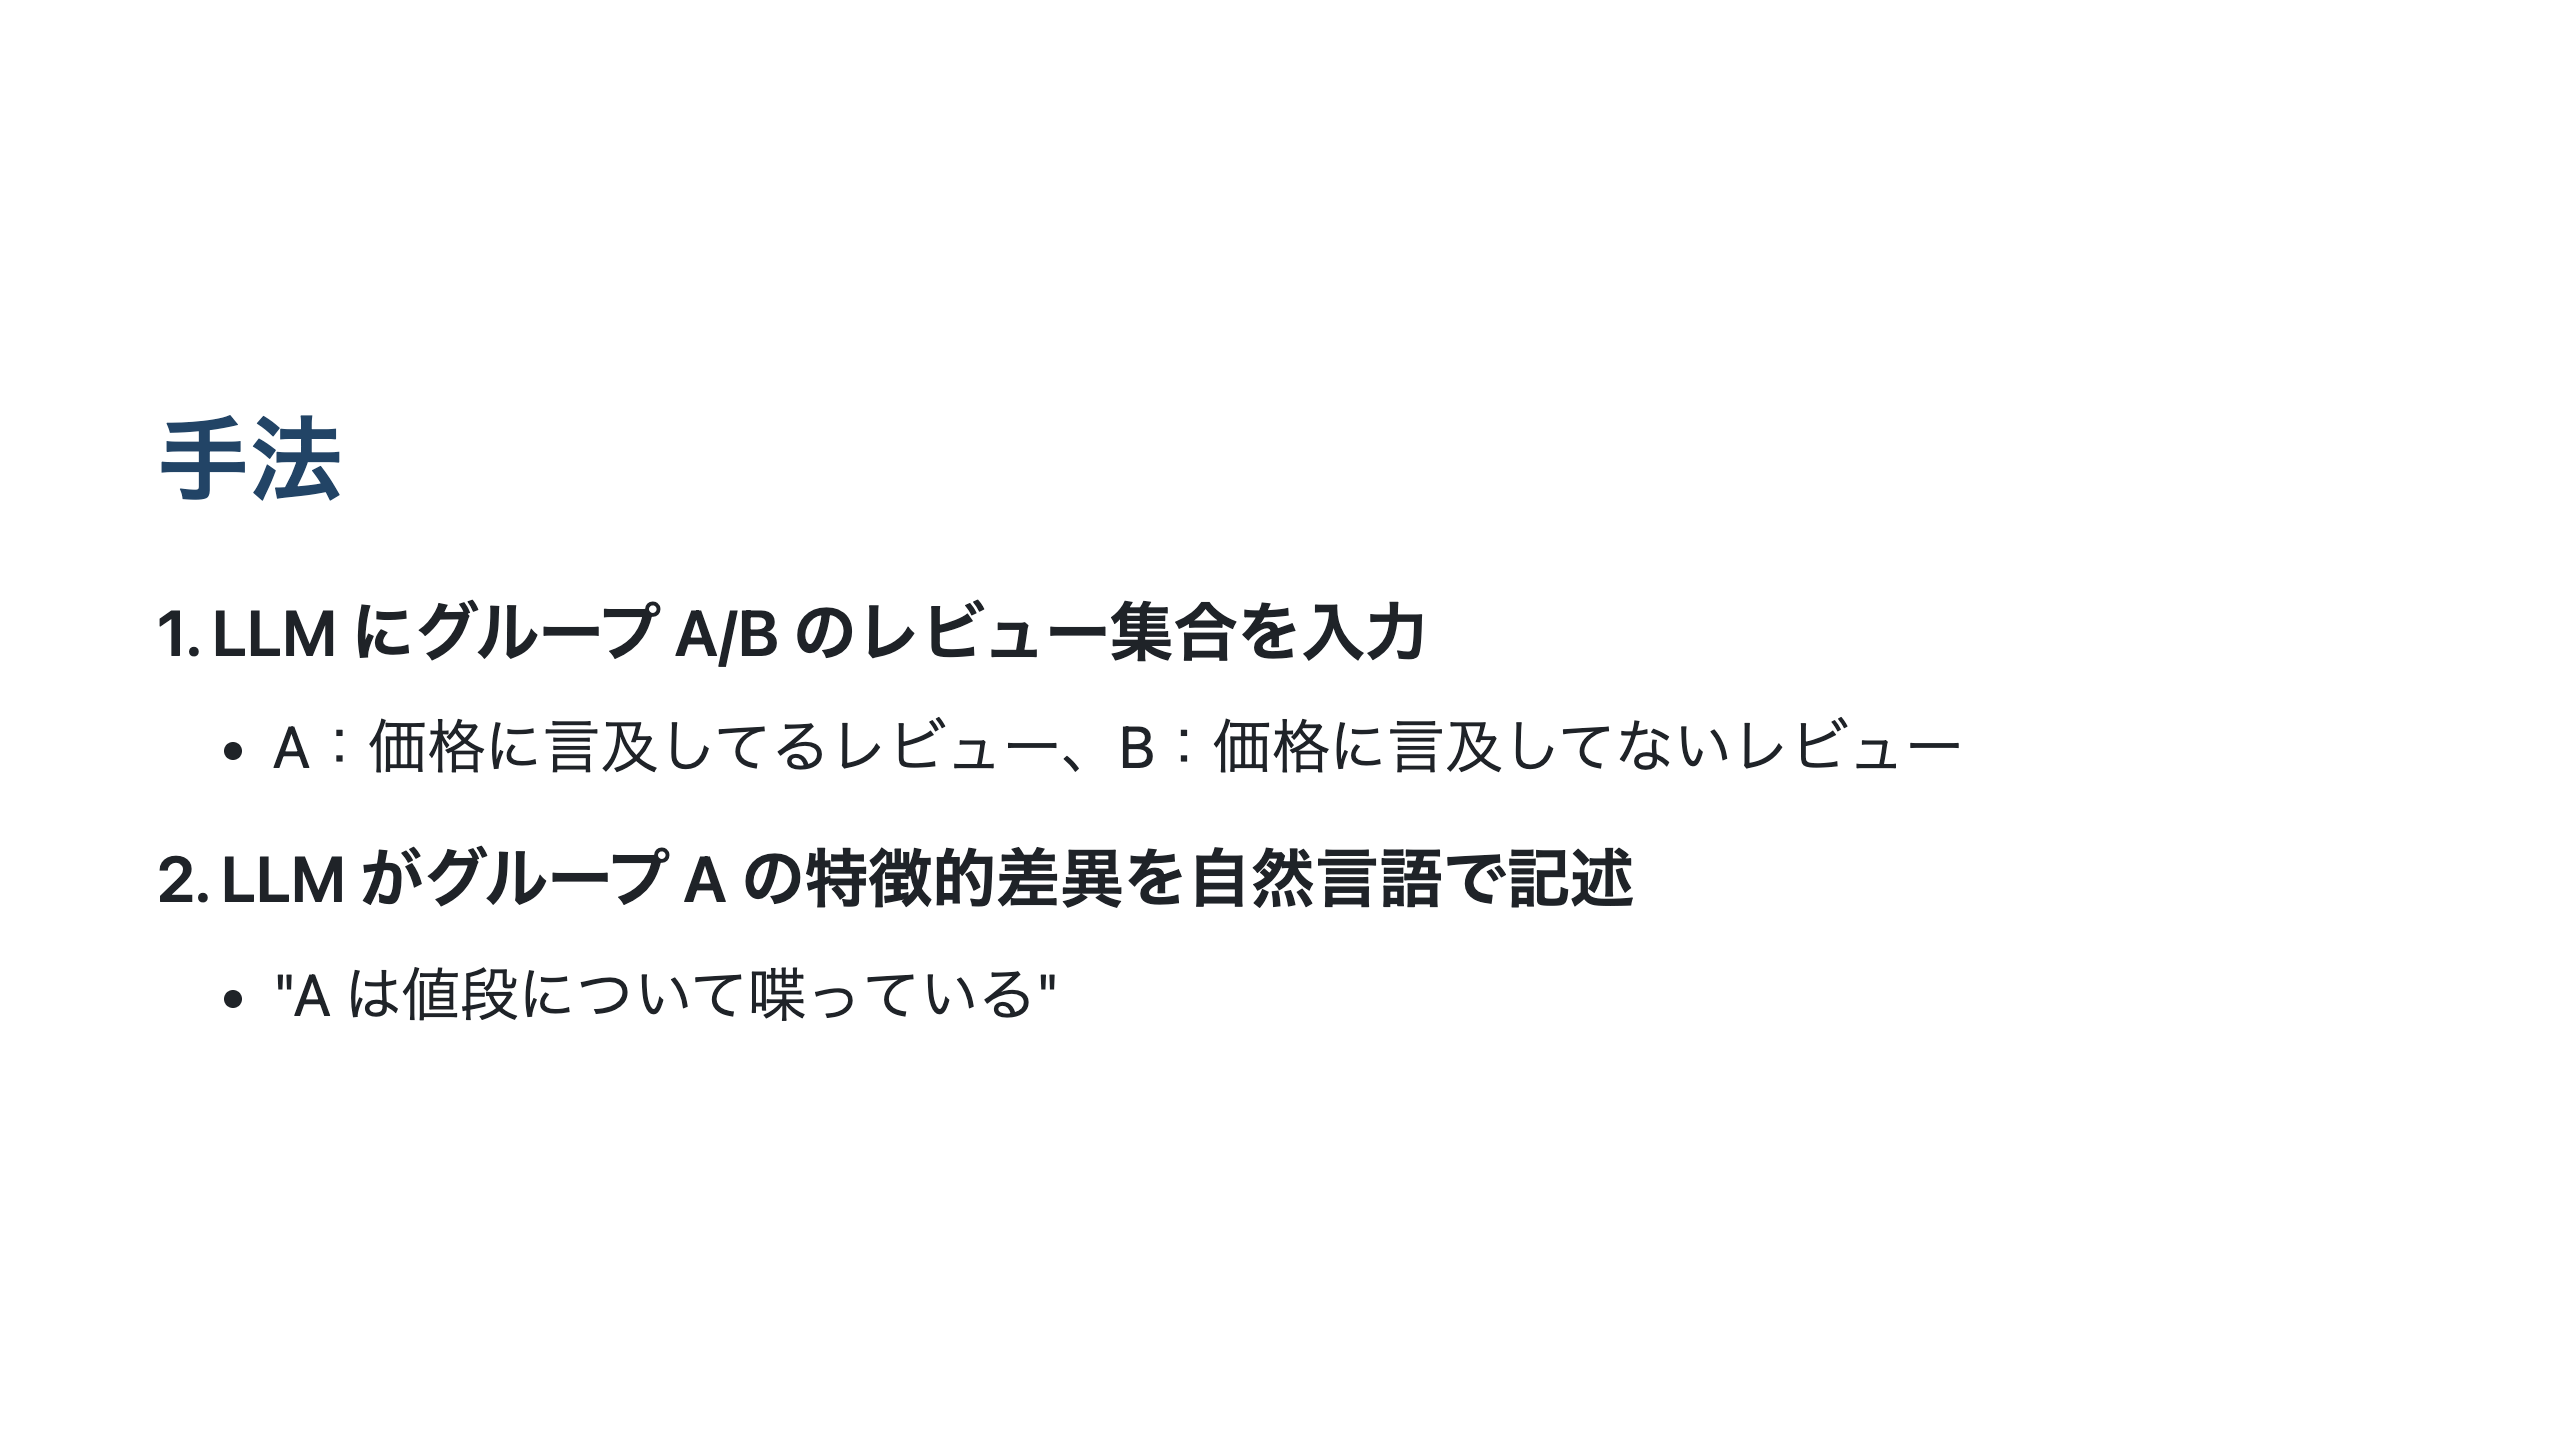 手法
1. LLM にグループ A/B のレビュー集合を入力
• A：価格に言及してるレビュー、B：価格に言及してないレビュー
2. LLM がグループ A の特徴的差異を自然言語で記述
• "A は値段について喋っている"